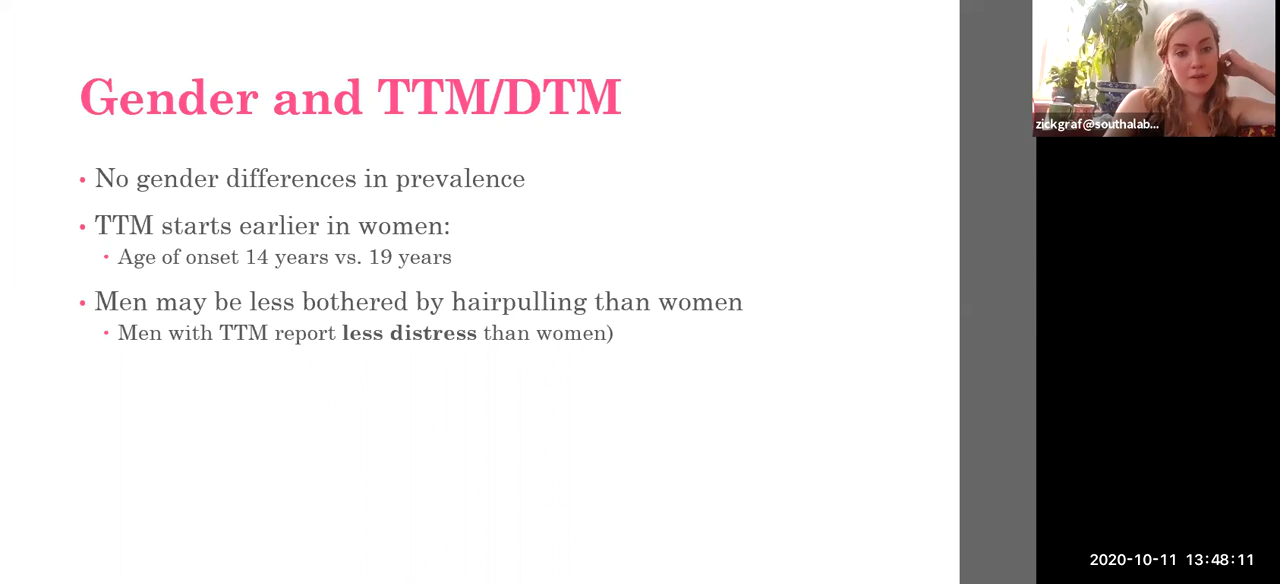 Gender and TTM/DTM
• No gender differences in prevalence
• TTM starts earlier in women:
• Age of onset 14 years vs. 19 years
• Men may be less bothered by hairpulling than women
• Men with TTM report less distress than women)
zickgraf@southalab...
2020-10-11 13:48:11